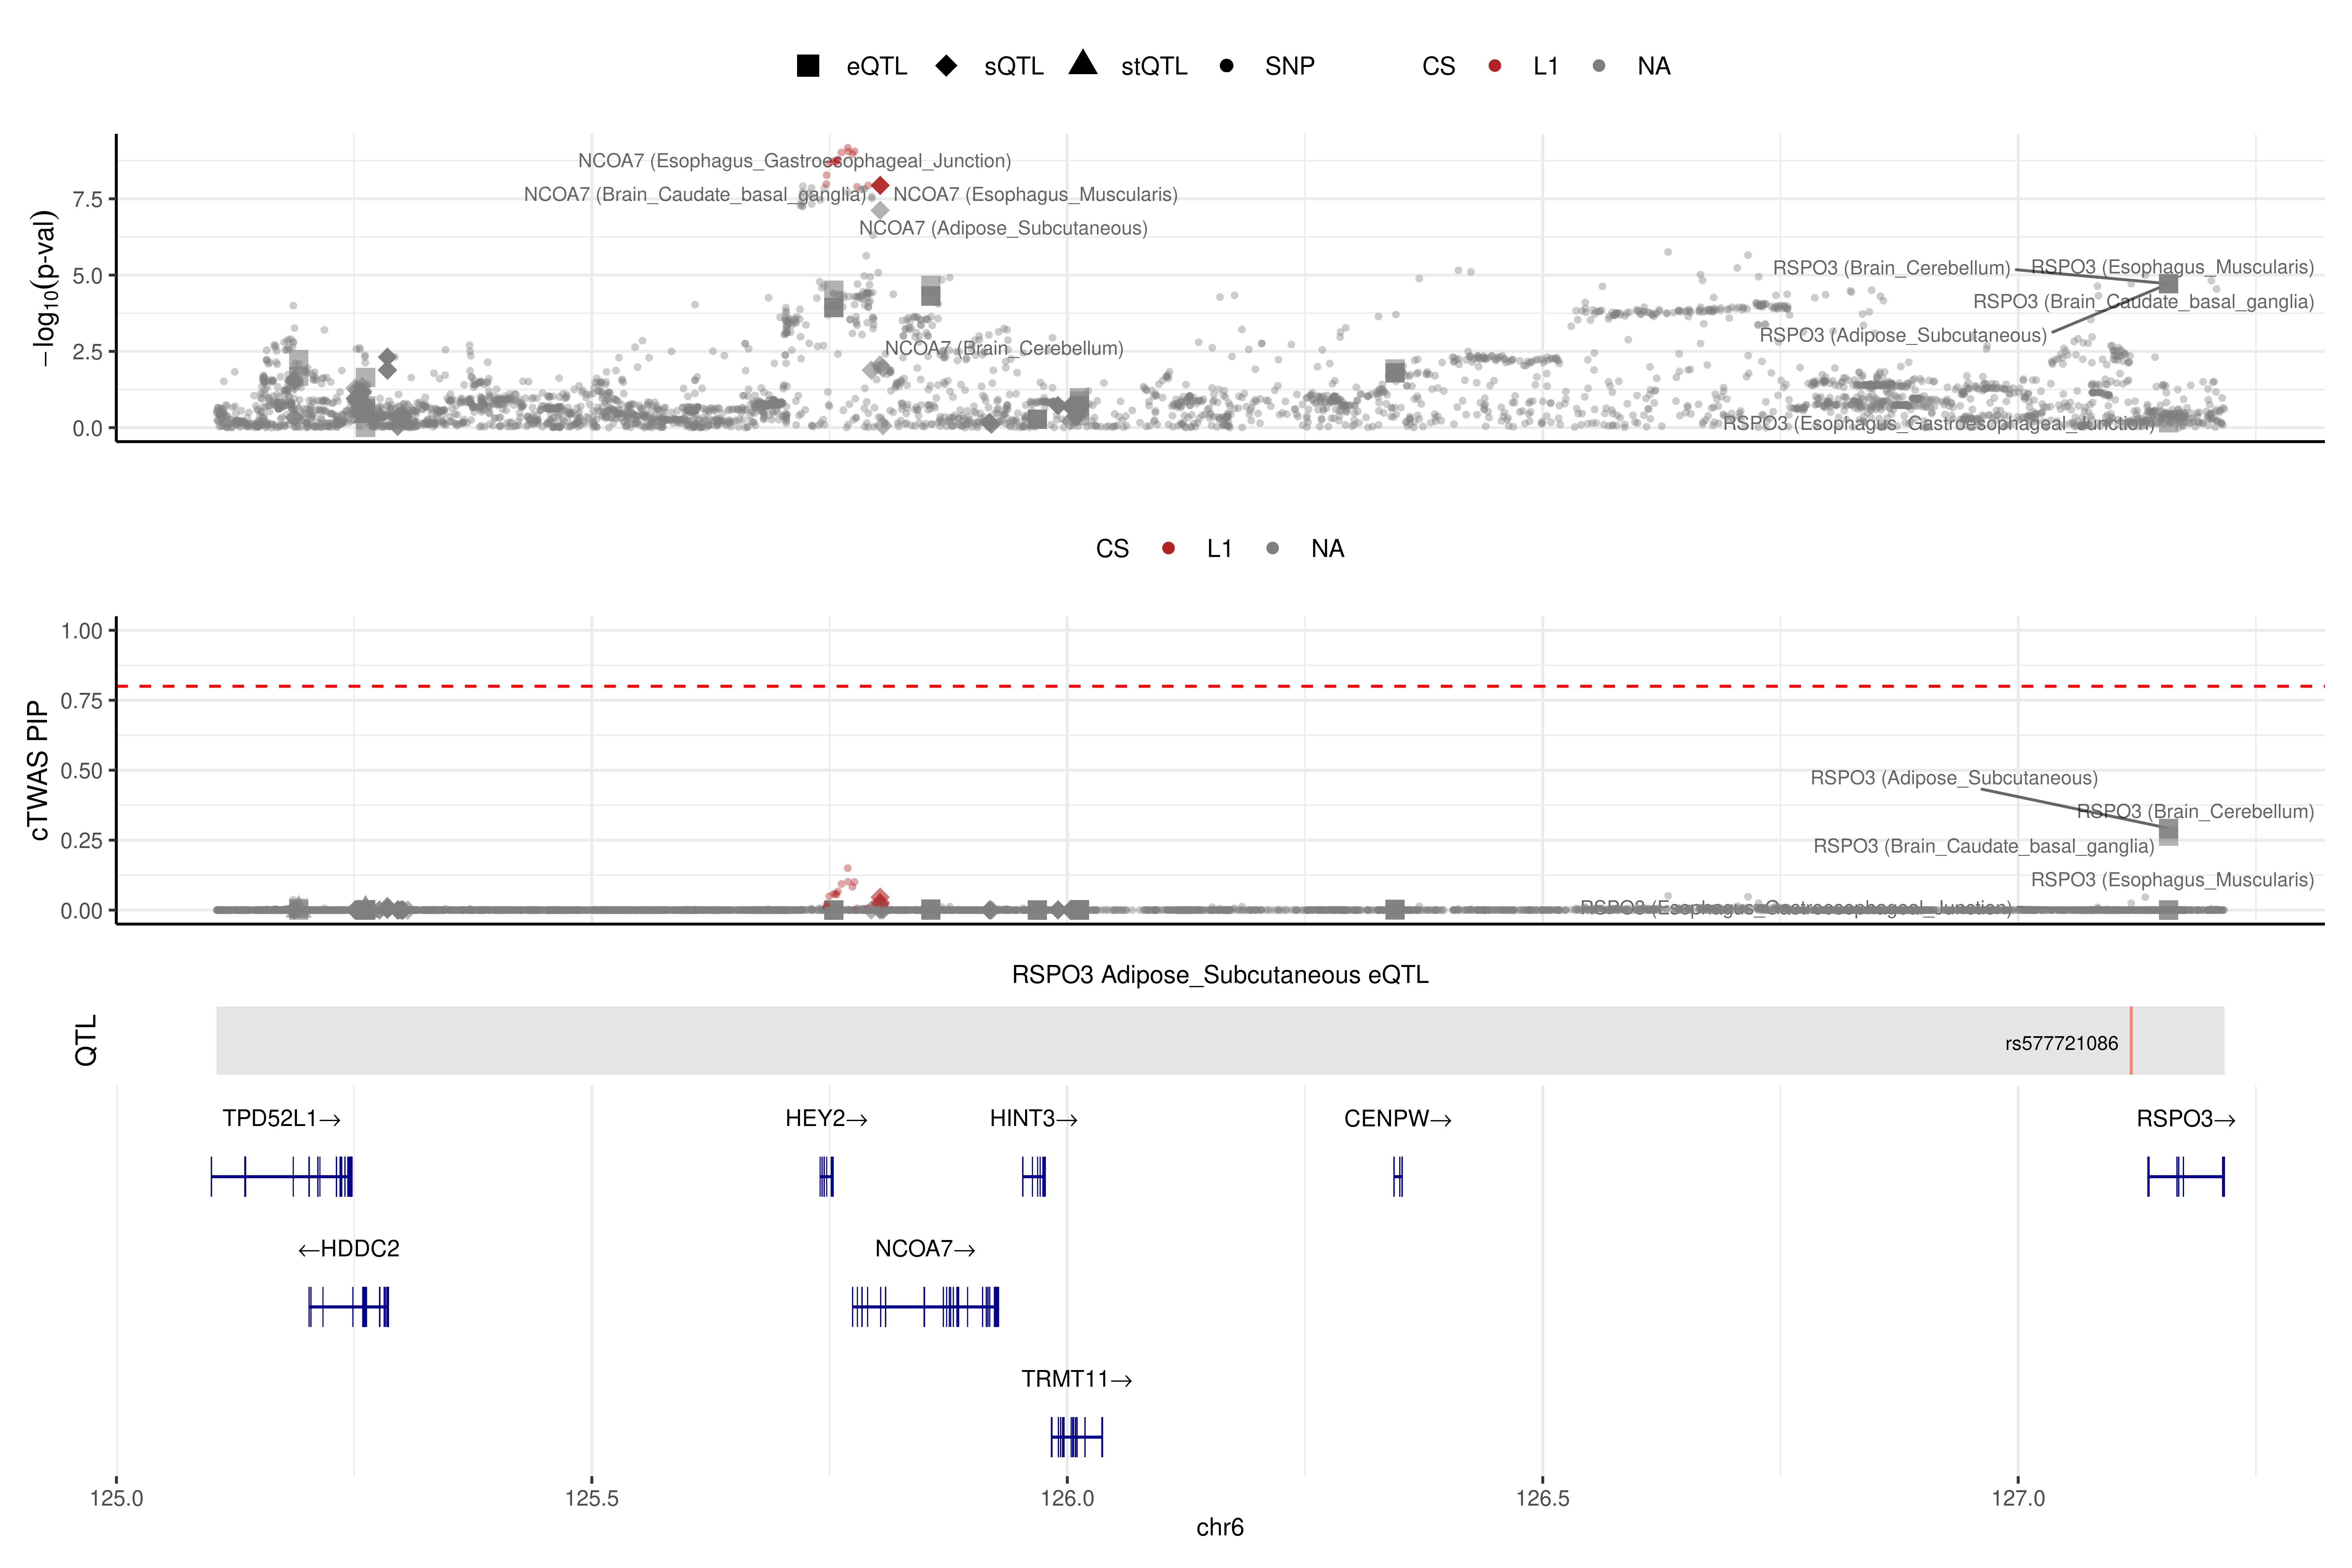 eQTL sQTL stQTL SNP CS L1 NA
NCOA7 (Esophagus_Gastroesophageal_Junction)
NCOA7 (Brain_Caudate_basal_ganglia)
NCOA7 (Esophagus_Muscularis)
NCOA7 (Adipose_Subcutaneous)
RSPO3 (Brain_Cerebellum)
RSPO3 (Esophagus_Muscularis)
RSPO3 (Brain_Caudate_basal_ganglia)
RSPO3 (Adipose_Subcutaneous)
NCOA7 (Brain_Cerebellum)
RSPO3 (Esophagus_Gastroesophageal_Junction)
7.5
5.0
2.5
0.0
−log10(p-val)
CS L1 NA
1.00
0.75
0.50
0.25
0.00
cTWAS PIP
RSPO3 (Adipose_Subcutaneous)
RSPO3 (Brain_Cerebellum)
RSPO3 (Brain_Caudate_basal_ganglia)
RSPO3 (Esophagus_Muscularis)
RSPO3 (Esophagus_Gastroesophageal_Junction)
RSPO3 Adipose_Subcutaneous eQTL
QTL
rs577721086
TPD52L1→ HEY2→ HINT3→ CENPW→ RSPO3→
←HDDC2 NCOA7→
TRMT11→
125.0 125.5 126.0 126.5 127.0
chr6